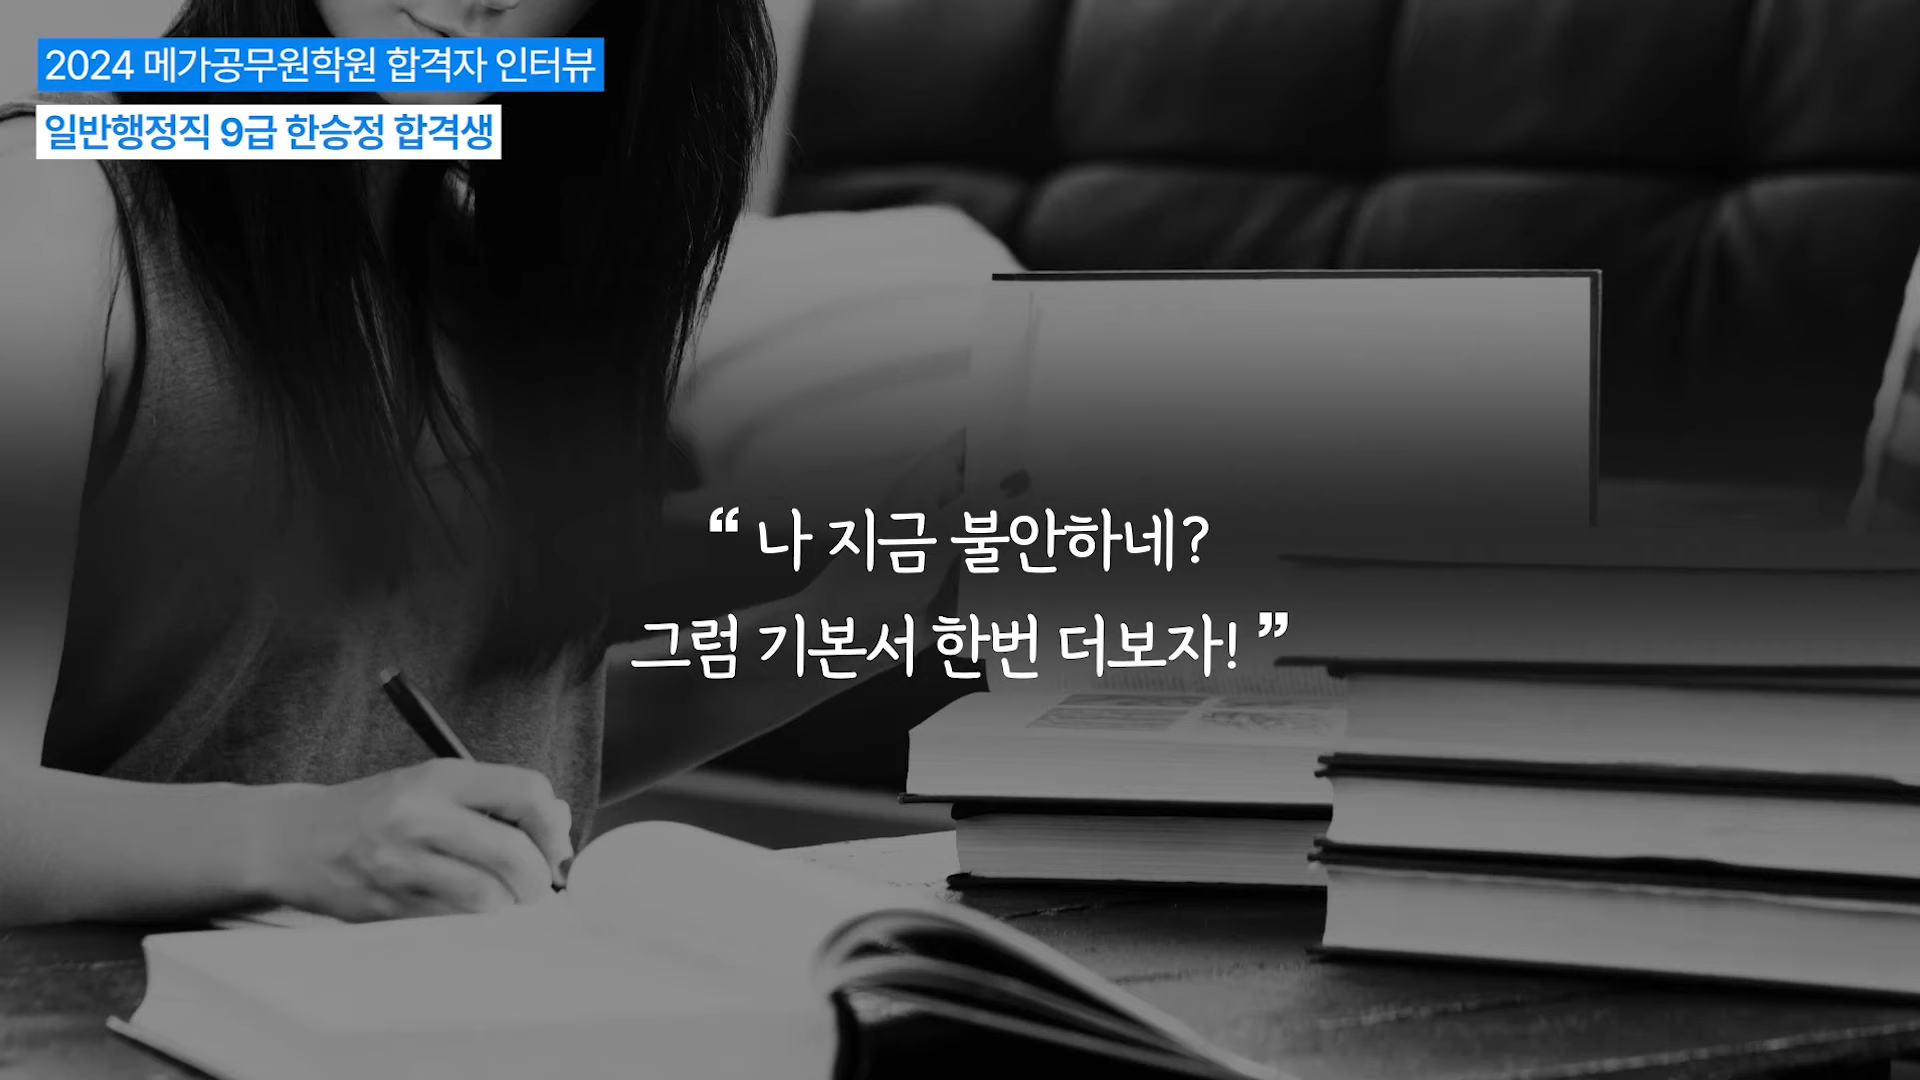 2024 메가공무원학원 합격자 인터뷰
일반행정직 9급 한승정 합격생
“ 나 지금 불안하네?
그럼 기본서 한번 더보자! ”